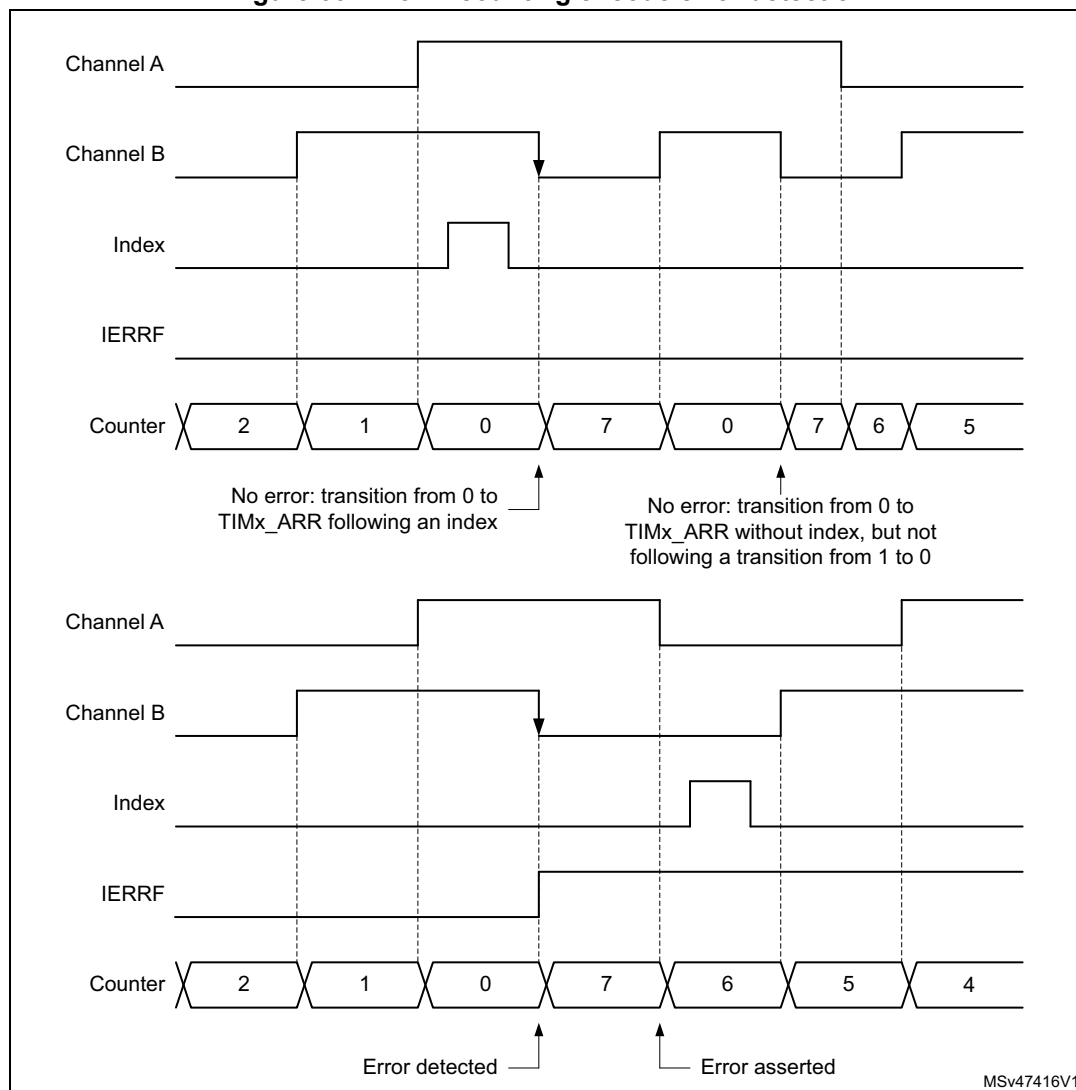 Channel A
Channel B
Index
IERRF
Counter 2 1 0 7 0 7 6 5
No error: transition from 0 to
TIMx_ARR following an index
No error: transition from 0 to
TIMx_ARR without index, but not
following a transition from 1 to 0
Channel A
Channel B
Index
IERRF
Counter 2 1 0 7 6 5 4
Error detected
Error asserted
MSv47416V1